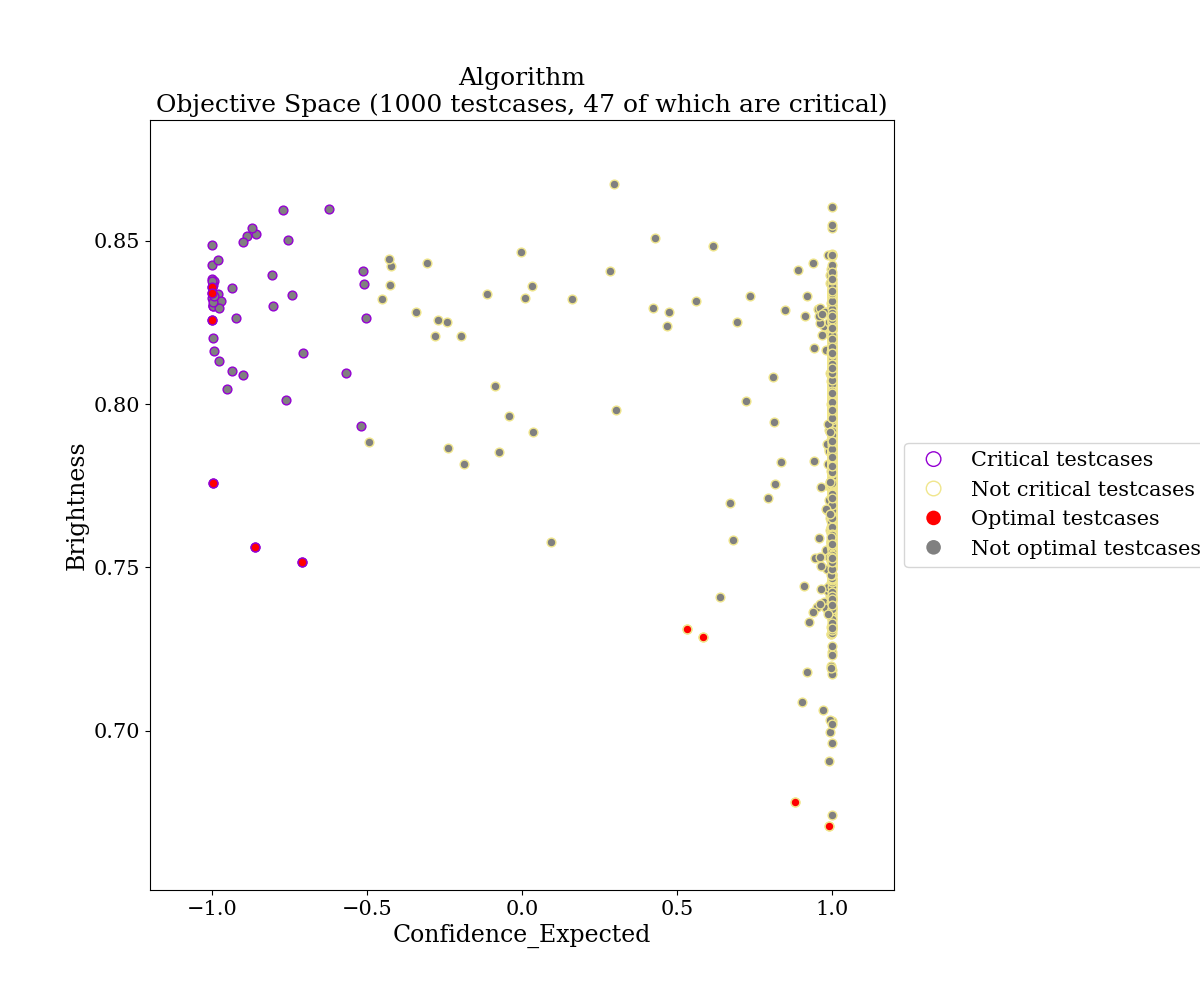 Algorithm
Objective Space (1000 testcases, 47 of which are critical)
0.85
0.80
0.75
0.70
Brightness
−1.0
−0.5
0.0
0.5
1.0
Confidence_Expected
Critical testcases
Not critical testcases
Optimal testcases
Not optimal testcases